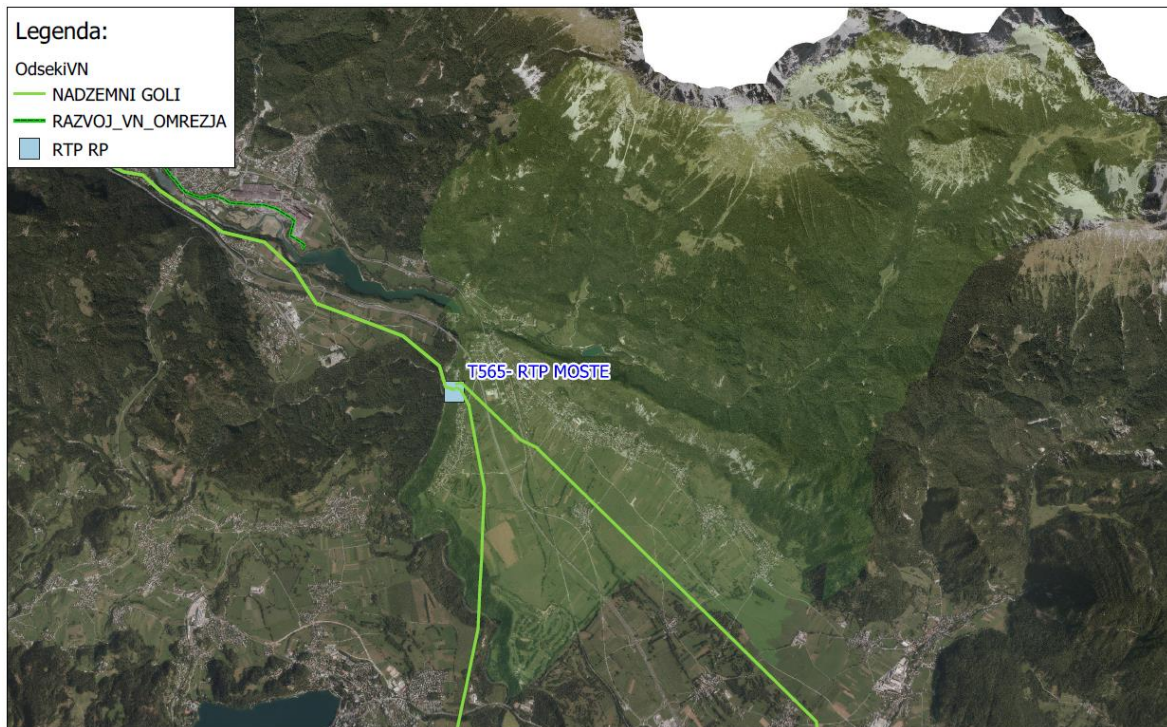 Legenda:
OdsekiVN
NADZEMNI GOLI
RAZVOJ_VN_OMREZJA
RTP RP
T565- RTP MOSTE